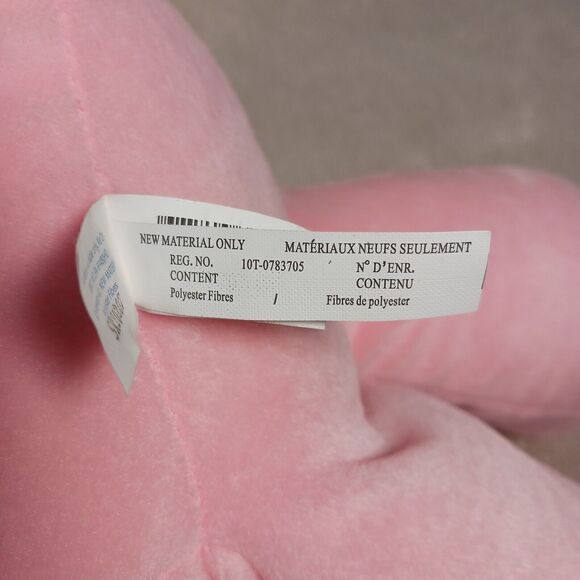 NEW MATERIAL ONLY MATÉRIAUX NEUFS SEULEMENT
REG. NO. 10T-0783705 N° D'ENR.
CONTENT CONTENU
Polyester Fibres / Fibres de polyester